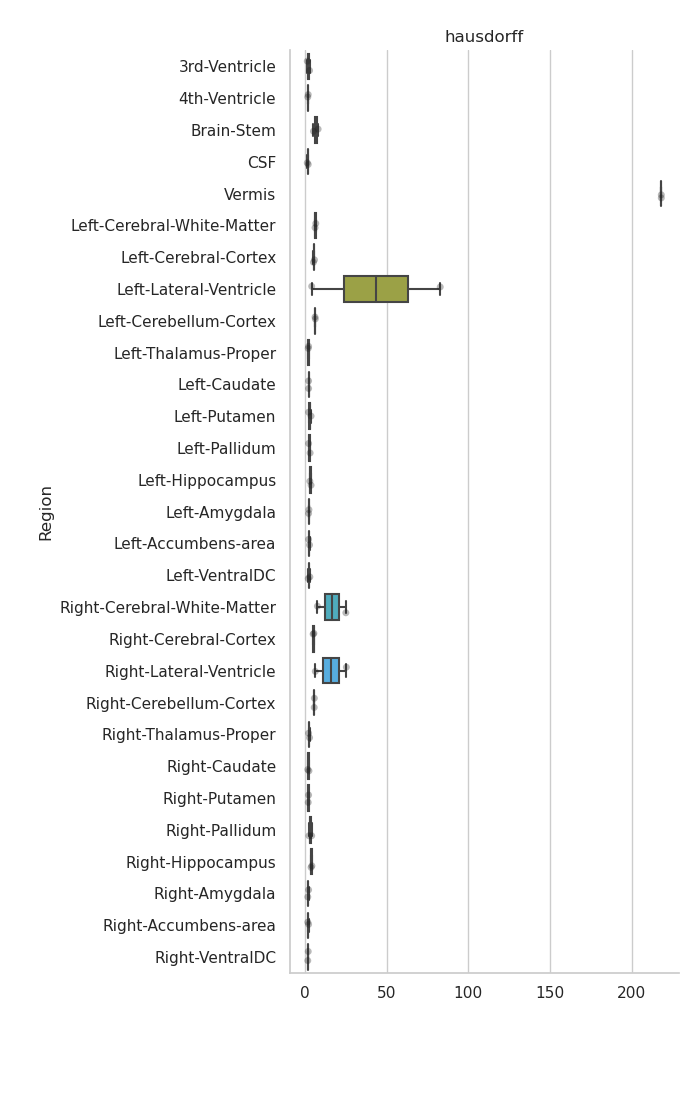 hausdorff
3rd-Ventricle
4th-Ventricle
Brain-Stem
CSF
Vermis
Left-Cerebral-White-Matter
Left-Cerebral-Cortex
Left-Lateral-Ventricle
Left-Cerebellum-Cortex
Left-Thalamus-Proper
Left-Caudate
Left-Putamen
Left-Pallidum
Left-Hippocampus
Left-Amygdala
Left-Accumbens-area
Left-VentralDC
Right-Cerebral-White-Matter
Right-Cerebral-Cortex
Right-Lateral-Ventricle
Right-Cerebellum-Cortex
Right-Thalamus-Proper
Right-Caudate
Right-Putamen
Right-Pallidum
Right-Hippocampus
Right-Amygdala
Right-Accumbens-area
Right-VentralDC
Region
0 50 100 150 200